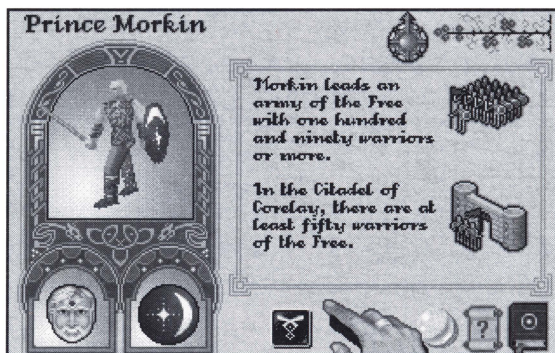 Prince Morkin
Morkin leads an
army of the Free
with one hundred
and ninety warriors
or more.
In the Citadel of
Corelay, there are at
least fifty warriors
of the Free.
?